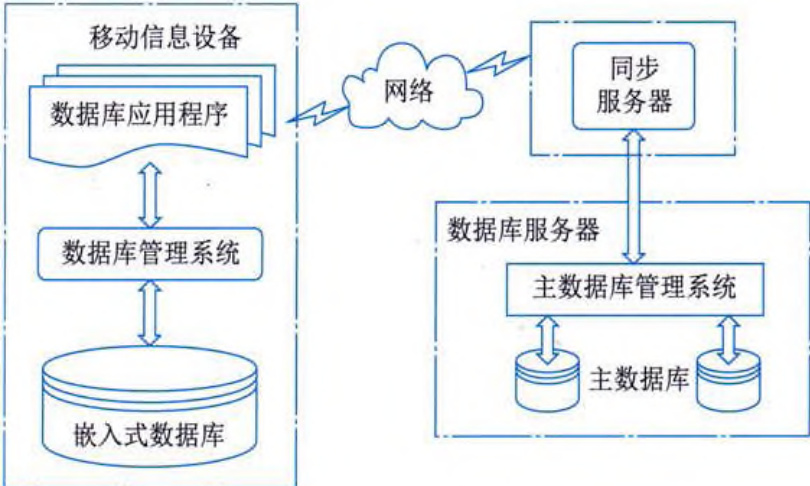 移动信息设备
数据库应用程序
数据库管理系统
嵌入式数据库
网络
同步
服务器
数据库服务器
主数据库管理系统
主数据库